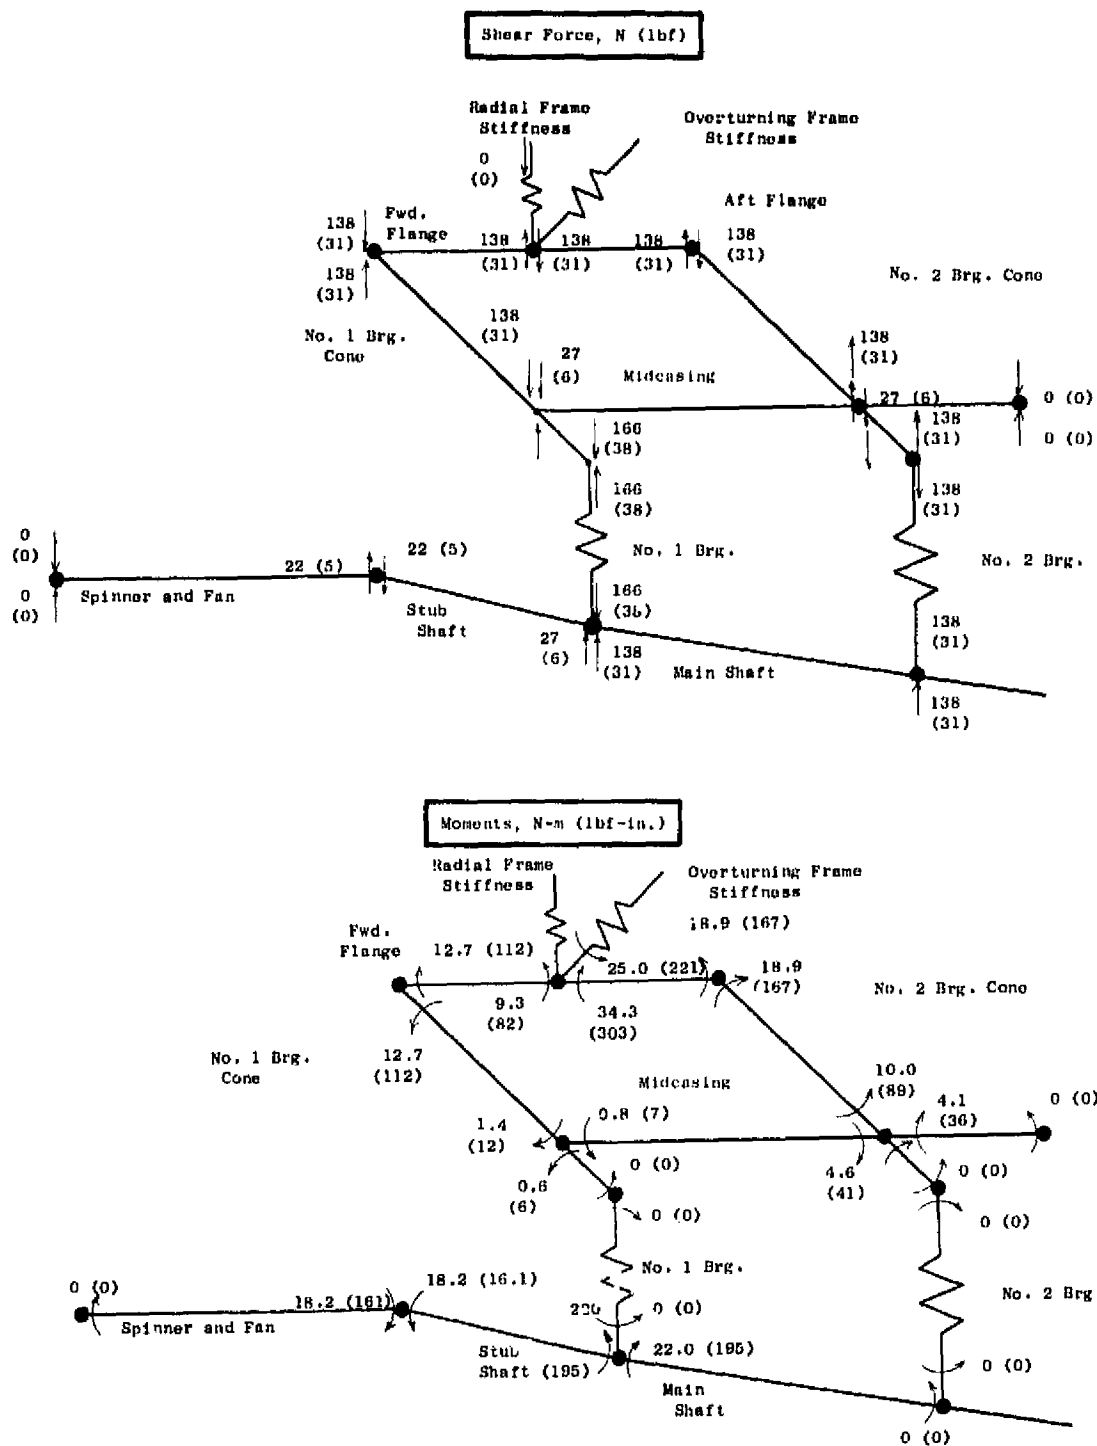 Shear Force, N (lbf)
Radial Frame
Stiffness
Overturning Frame
Stiffness
0
(0)
Aft Flange
Fwd.
Flange
138
(31)
138
(31)
138
(31)
138
(31)
138
(31)
138
(31)
No. 2 Brg. Cone
138
(31)
No. 1 Brg.
Cone
27
(6)
Midcasing
138
(31)
27 (6)
0 (0)
0 (0)
166
(38)
138
(31)
166
(38)
138
(31)
0
(0)
22 (5)
22 (5)
No. 1 Brg.
No. 2 Brg.
0
(0)
Spinner and Fan
Stub
Shaft
166
(38)
27
(6)
138
(31)
138
(31)
Main Shaft
138
(31)
Moments, N-m (lbf-in.)
Radial Frame
Stiffness
Overturning Frame
Stiffness
18.9 (167)
Fwd.
Flange
12.7 (112)
25.0 (221)
18.9
(167)
9.3
(82)
34.3
(303)
No. 2 Brg. Cone
No. 1 Brg.
Cone
12.7
(112)
Midcasing
10.0
(89)
4.1
(36)
0 (0)
1.4
(12)
0.8 (7)
0.6
(6)
0 (0)
4.6
(41)
0 (0)
0 (0)
0 (0)
0 (0)
18.2 (161)
18.2 (16.1)
No. 1 Brg.
No. 2 Brg
Spinner and Fan
0 (0)
Stub
Shaft (195)
22.0 (195)
Main
Shaft
0 (0)
0 (0)